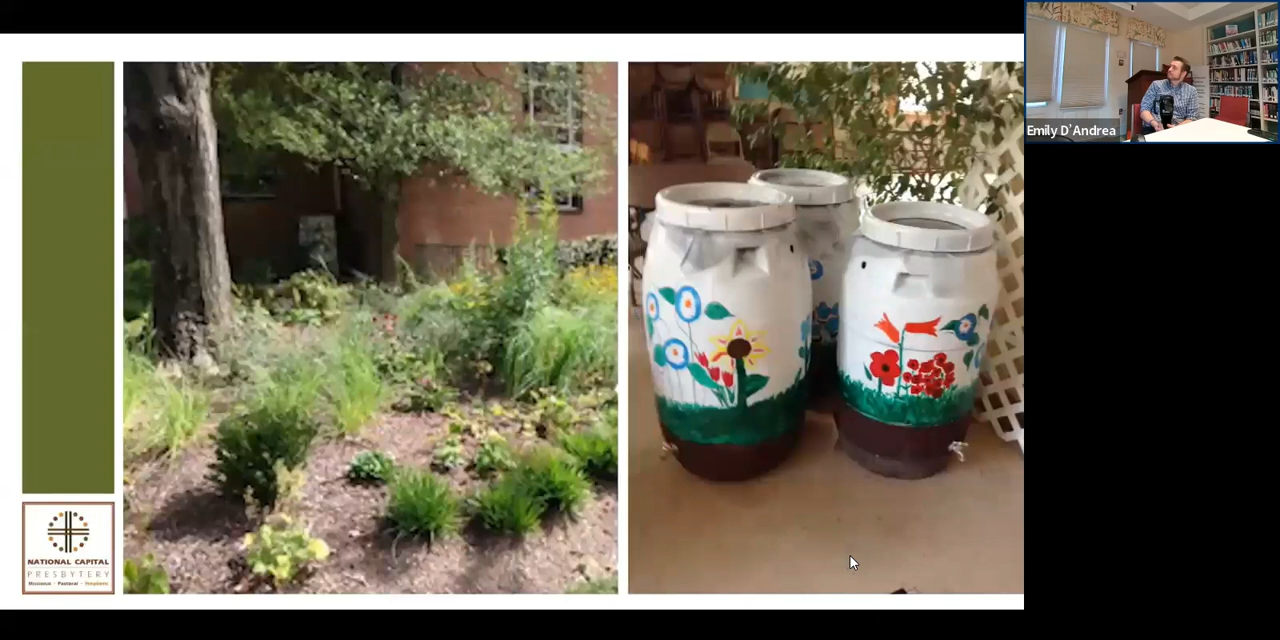 Emily D'Andrea
NATIONAL CAPITAL
PRESBYTERY
Missional · Pastoral · Prophetic